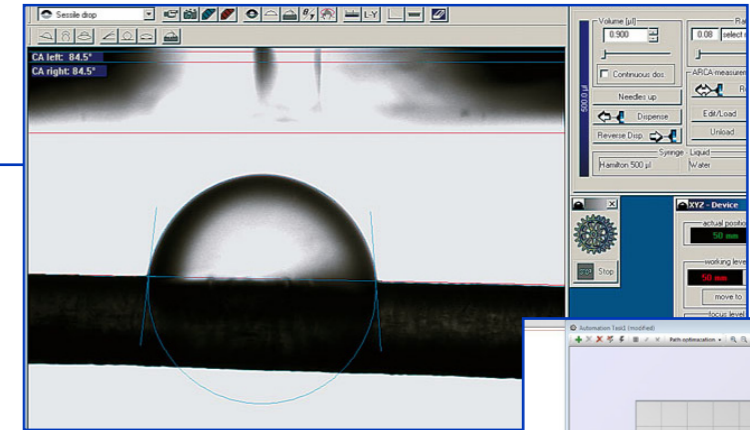 Sessile drop
L-Y
CA left: 84.5°
CA right: 84.5°
Volume [µl]
0.900
0.08
select
Continuous dos.
ARCA-measurem
Needles up
Dispense
Edit/Load
Reverse Disp.
Unload
500.0 µl
Syringe - Liquid
Hamilton 500 µl
Water
XYZ - Device
actual positio
50 mm
Stop
working leve
50 mm
move to
focus level
Automation Task1 (modified)
Path optimization